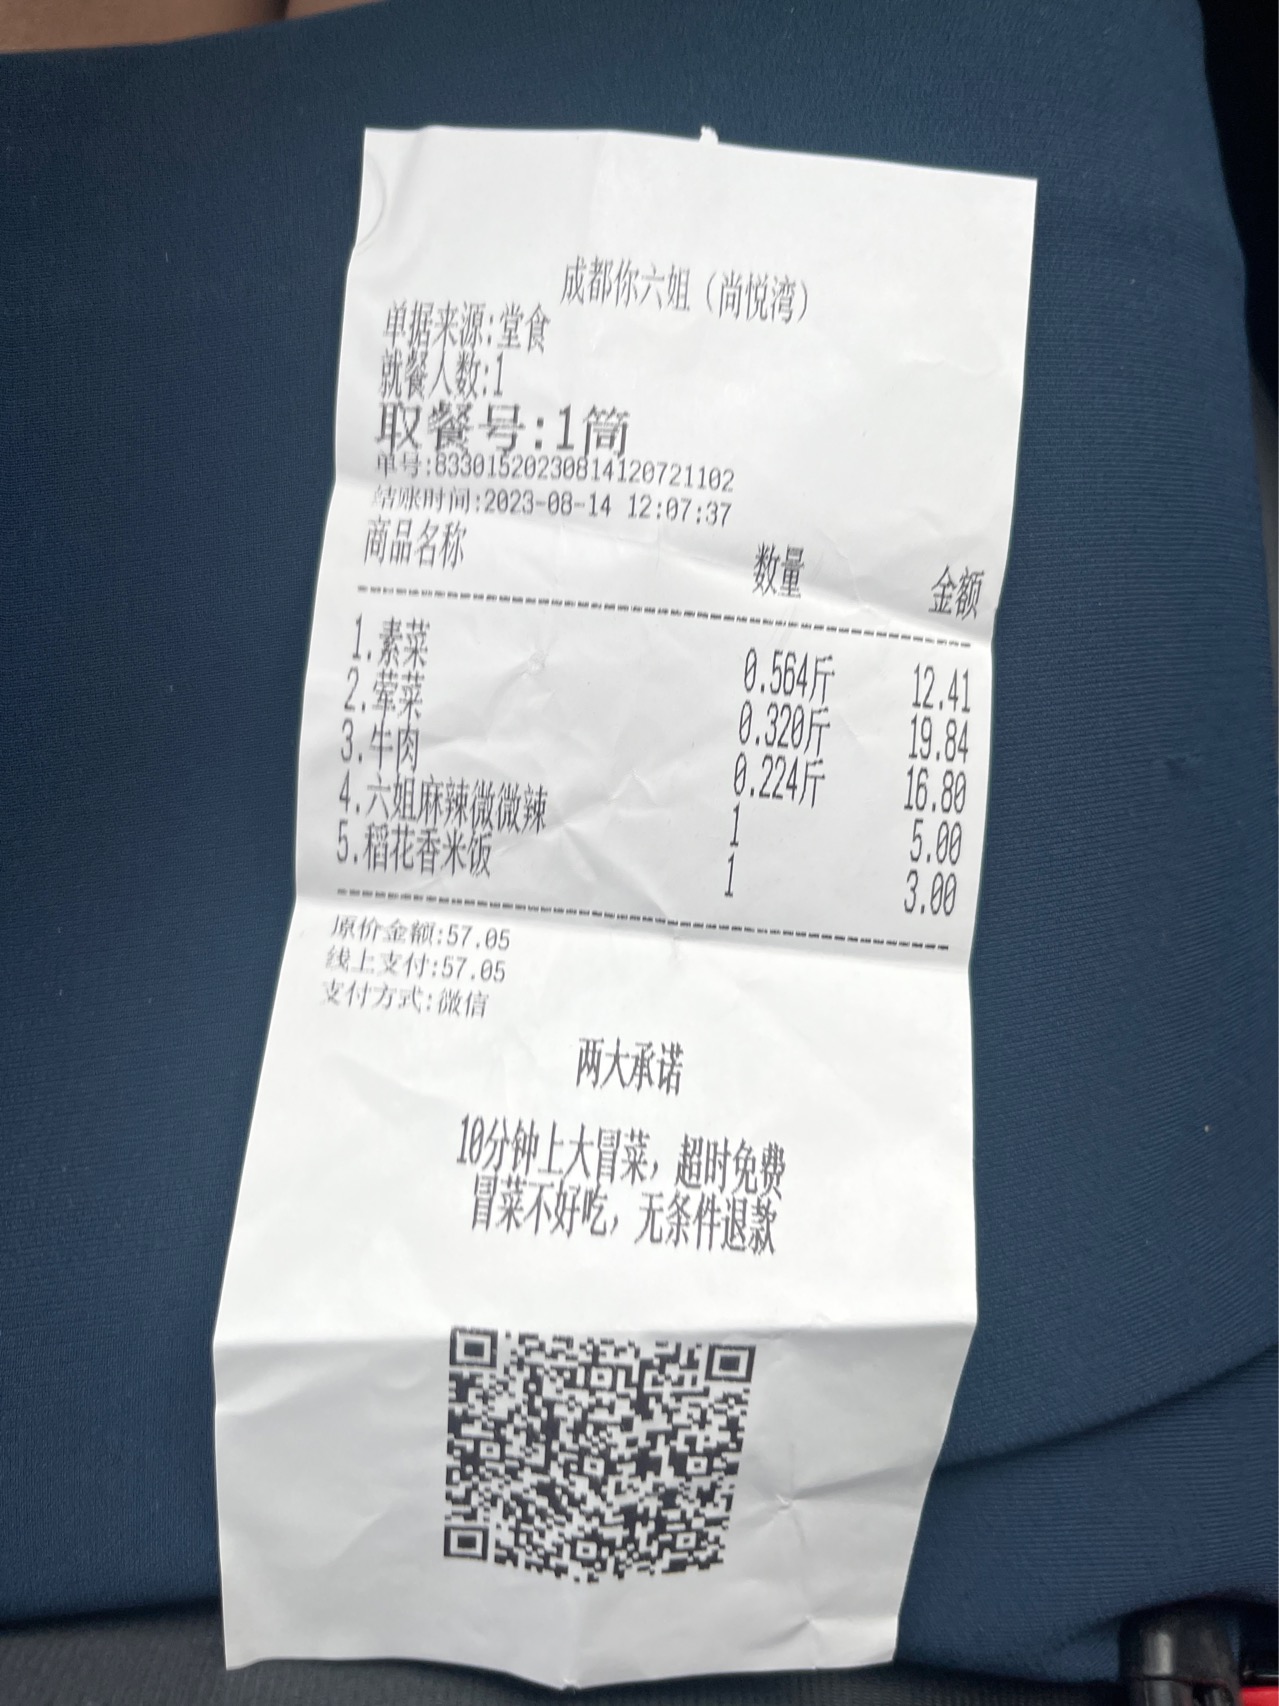 成都你六姐（尚悦湾）
单据来源:堂食
就餐人数:1
取餐号:1筒
单号:83301520230814120721102
结账时间:2023-08-14 12:07:37
商品名称 数量 金额
1.素菜 0.564斤 12.41
2.荤菜 0.320斤 19.84
3.牛肉 0.224斤 16.80
4.六姐麻辣微微辣 1 5.00
5.稻花香米饭 1 3.00
原价金额:57.05
线上支付:57.05
支付方式:微信
两大承诺
10分钟上大冒菜，超时免费
冒菜不好吃，无条件退款